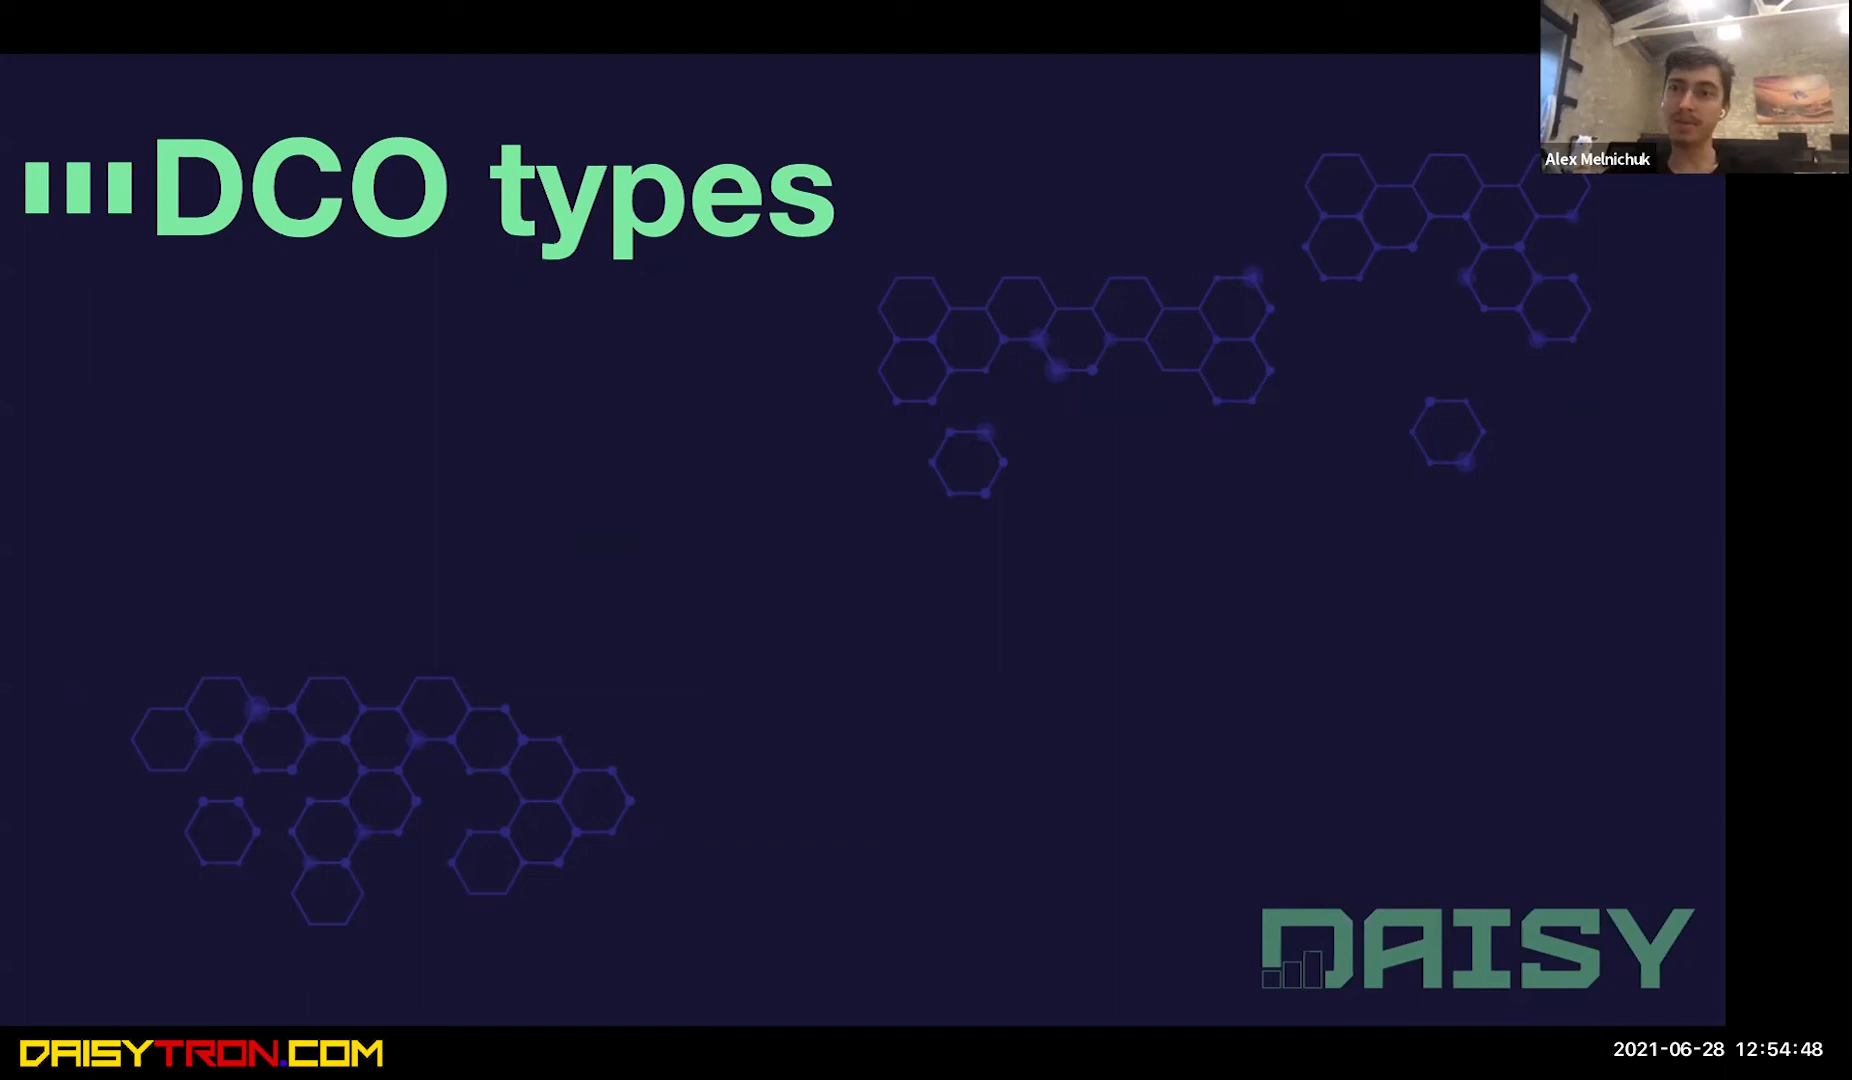 DCO types
Alex Melnichuk
DAISY
DAISYTRON.COM
2021-06-28 12:54:48